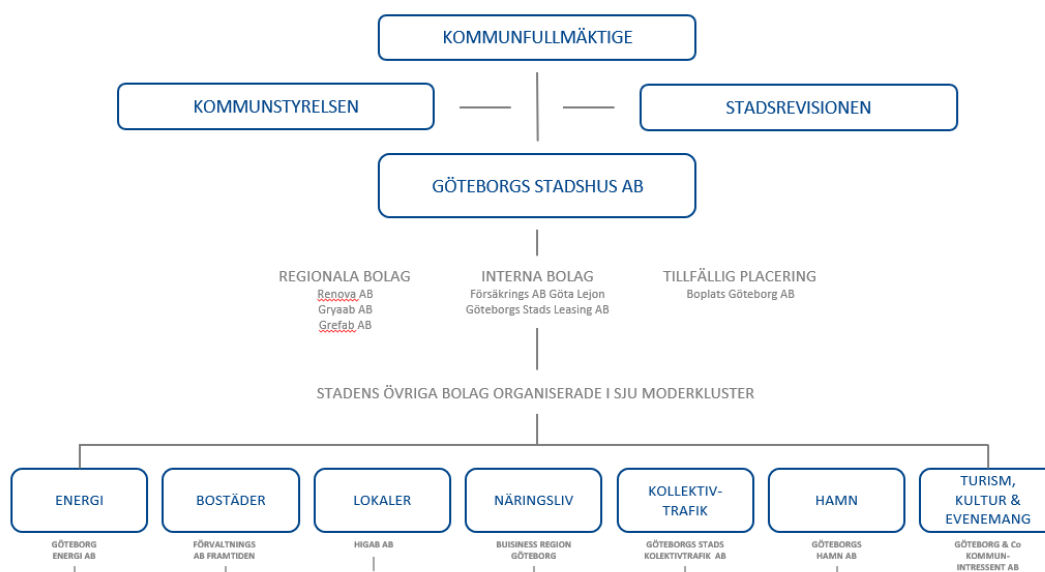 KOMMUNFULLMÄKTIGE
KOMMUNSTYRELSEN
STADSREVISIONEN
GÖTEBORGS STADSHUS AB
REGIONALA BOLAG
Renova AB
Gryaab AB
Grefab AB
INTERNA BOLAG
Försäkrings AB Göta Lejon
Göteborgs Stads Leasing AB
TILLFÄLLIG PLACERING
Boplats Göteborg AB
STADENS ÖVRIGA BOLAG ORGANISERADE I SJU MODERKLUSTER
ENERGI
GÖTEBORG
ENERGI AB
BOSTÄDER
FÖRVALTNINGS
AB FRAMTIDEN
LOKALER
HIGAB AB
NÄRINGSLIV
BUISINESS REGION
GÖTEBORG
KOLLEKTIV-
TRAFIK
GÖTEBORGS STADS
KOLEKTIVTRAFIK AB
HAMN
GÖTEBORGS
HAMN AB
TURISM,
KULTUR &
EVENEMANG
GÖTEBORG & Co
KOMMUN-
INTRESSENT AB